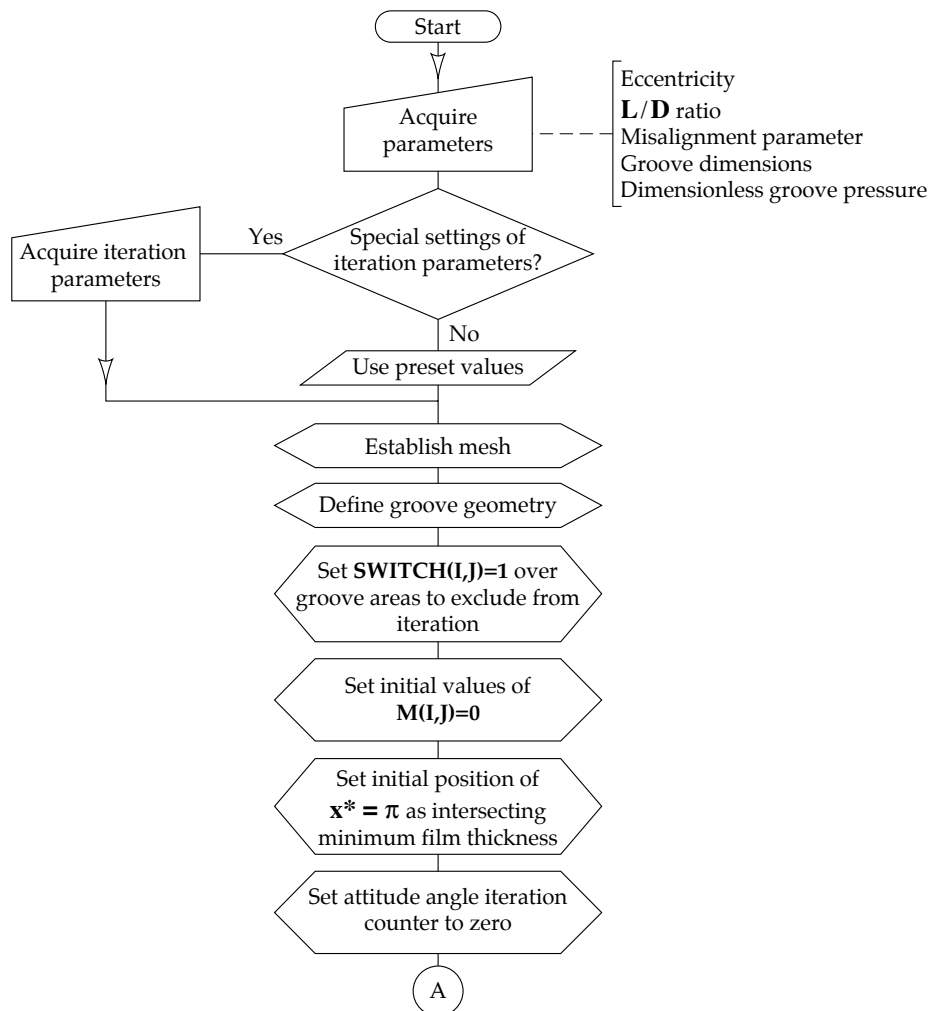 Start
Acquire
parameters
Eccentricity
L/D ratio
Misalignment parameter
Groove dimensions
Dimensionless groove pressure
Special settings of
iteration parameters?
Yes
Acquire iteration
parameters
No
Use preset values
Establish mesh
Define groove geometry
Set SWITCH(I,J)=1 over
groove areas to exclude from
iteration
Set initial values of
M(I,J)=0
Set initial position of
x* = π as intersecting
minimum film thickness
Set attitude angle iteration
counter to zero
A